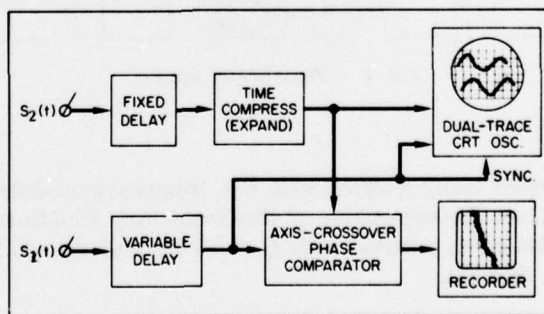 S₂(t)
FIXED
DELAY
TIME
COMPRESS
(EXPAND)
DUAL-TRACE
CRT OSC.
SYNC.
S₁(t)
VARIABLE
DELAY
AXIS-CROSSOVER
PHASE
COMPARATOR
RECORDER